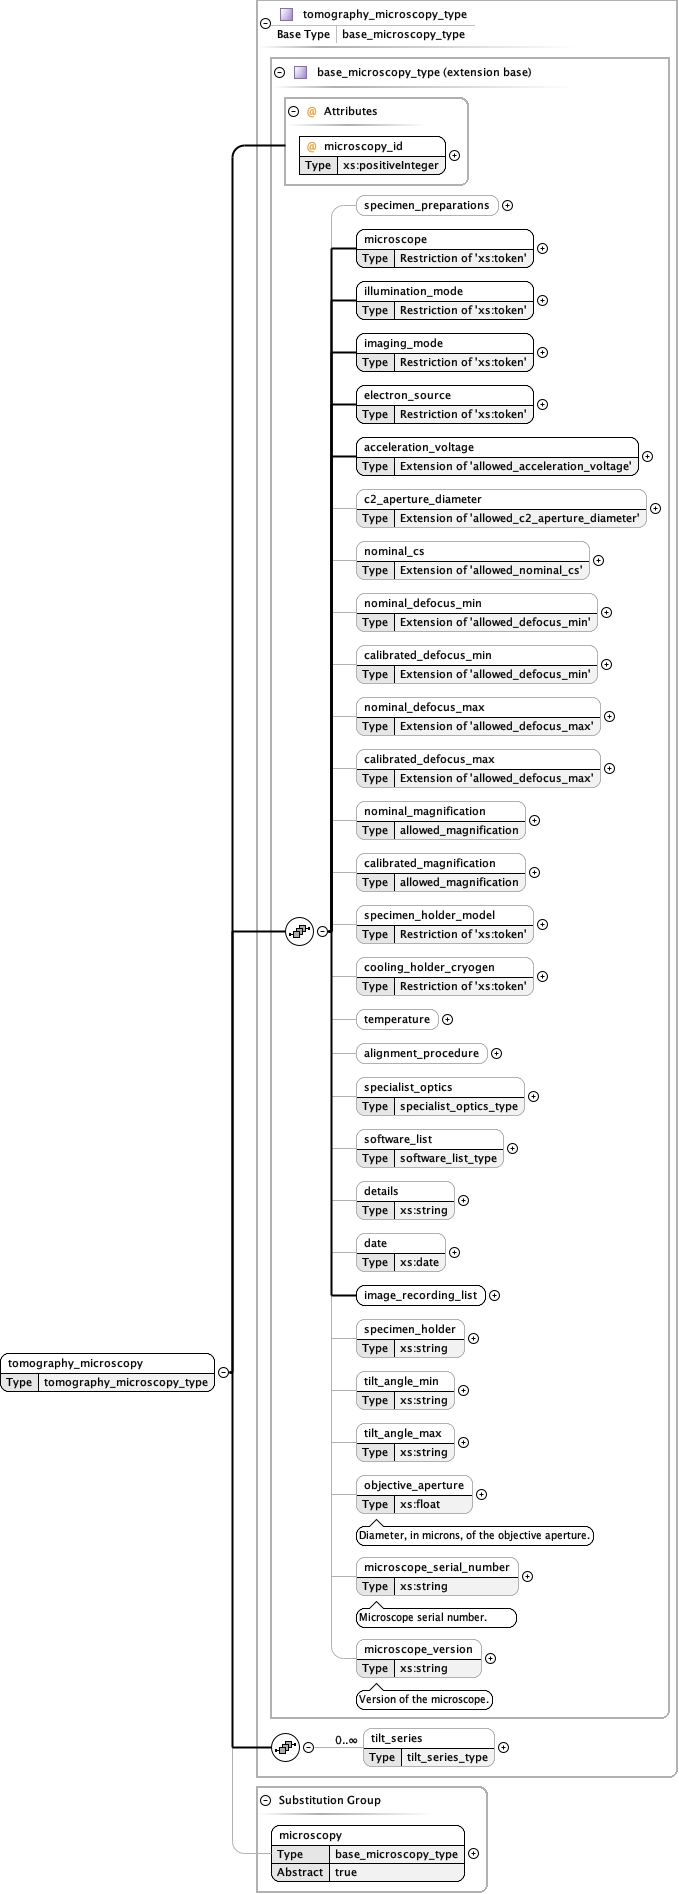 tomography_microscopy_type
Base Type base_microscopy_type
base_microscopy_type (extension base)
@ Attributes
@ microscopy_id
Type xs:positiveInteger
specimen_preparations
microscope
Type Restriction of 'xs:token'
illumination_mode
Type Restriction of 'xs:token'
imaging_mode
Type Restriction of 'xs:token'
electron_source
Type Restriction of 'xs:token'
acceleration_voltage
Type Extension of 'allowed_acceleration_voltage'
c2_aperture_diameter
Type Extension of 'allowed_c2_aperture_diameter'
nominal_cs
Type Extension of 'allowed_nominal_cs'
nominal_defocus_min
Type Extension of 'allowed_defocus_min'
calibrated_defocus_min
Type Extension of 'allowed_defocus_min'
nominal_defocus_max
Type Extension of 'allowed_defocus_max'
calibrated_defocus_max
Type Extension of 'allowed_defocus_max'
nominal_magnification
Type allowed_magnification
calibrated_magnification
Type allowed_magnification
specimen_holder_model
Type Restriction of 'xs:token'
cooling_holder_cryogen
Type Restriction of 'xs:token'
temperature
alignment_procedure
specialist_optics
Type specialist_optics_type
software_list
Type software_list_type
details
Type xs:string
date
Type xs:date
image_recording_list
specimen_holder
Type xs:string
tomography_microscopy
Type tomography_microscopy_type
tilt_angle_min
Type xs:string
tilt_angle_max
Type xs:string
objective_aperture
Type xs:float
Diameter, in microns, of the objective aperture.
microscope_serial_number
Type xs:string
Microscope serial number.
microscope_version
Type xs:string
Version of the microscope.
0..∞ tilt_series
Type tilt_series_type
Substitution Group
microscopy
Type base_microscopy_type
Abstract true